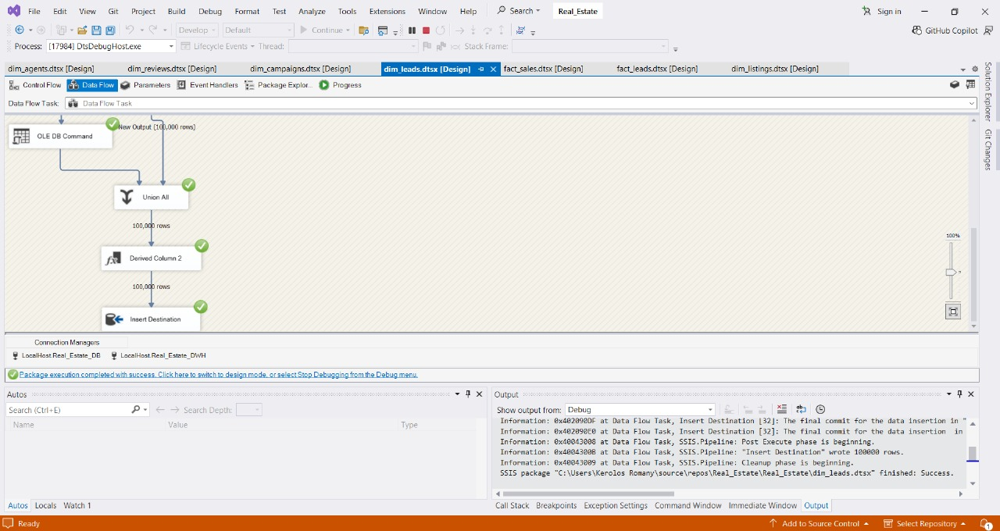 File Edit View Git Project Build Debug Format Test Analyze Tools Extensions Window Help Search Real_Estate Sign in
Develop Default Continue GitHub Copilot
Process: [17984] DtsDebugHost.exe Lifecycle Events Thread: Stack Frame:
dim_agents.dtsx [Design] dim_reviews.dtsx [Design] dim_campaigns.dtsx [Design] dim_leads.dtsx [Design] fact_sales.dtsx [Design] fact_leads.dtsx [Design] dim_listings.dtsx [Design]
Control Flow Data Flow Parameters Event Handlers Package Explor... Progress
Data Flow Task: Data Flow Task
Solution Explorer
Git Changes
New Output (100,000 rows)
OLE DB Command
Union All
100,000 rows
Derived Column 2
100,000 rows
Insert Destination
100%
Connection Managers
LocalHost.Real_Estate_DB LocalHost.Real_Estate_DWH
Package execution completed with success. Click here to switch to design mode, or select Stop Debugging from the Debug menu.
Autos
Search (Ctrl+E) Search Depth:
Name Value Type
Autos Locals Watch 1
Output
Show output from: Debug
Information: 0x402090DF at Data Flow Task, Insert Destination [32]: The final commit for the data insertion in "
Information: 0x402090E0 at Data Flow Task, Insert Destination [32]: The final commit for the data insertion  in
Information: 0x40043008 at Data Flow Task, SSIS.Pipeline: Post Execute phase is beginning.
Information: 0x4004300B at Data Flow Task, SSIS.Pipeline: "Insert Destination" wrote 100000 rows.
Information: 0x40043009 at Data Flow Task, SSIS.Pipeline: Cleanup phase is beginning.
SSIS package "C:\Users\Kerolos Romany\source\repos\Real_Estate\Real_Estate\dim_leads.dtsx" finished: Success.
Call Stack Breakpoints Exception Settings Command Window Immediate Window Output
Ready Add to Source Control Select Repository 1